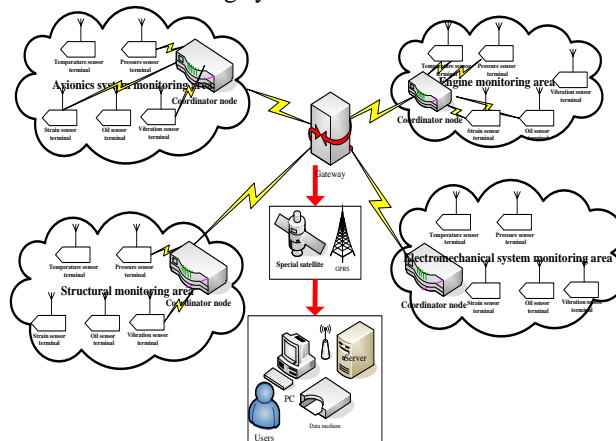 Temperature sensor
terminal
Pressure sensor
terminal
Avionics system monitoring area
Coordinator node
Strain sensor
terminal
Oil sensor
terminal
Vibration sensor
terminal
Temperature sensor
terminal
Pressure sensor
terminal
Engine monitoring area
Vibration sensor
terminal
Coordinator node
Strain sensor
terminal
Oil sensor
terminal
Gateway
Temperature sensor
terminal
Pressure sensor
terminal
Structural monitoring area
Coordinator node
Strain sensor
terminal
Oil sensor
terminal
Vibration sensor
terminal
Special satellite
GPRS
Temperature sensor
terminal
Pressure sensor
terminal
Electromechanical system monitoring area
Coordinator node
Strain sensor
terminal
Oil sensor
terminal
Vibration sensor
terminal
Server
PC
Data medium
Users